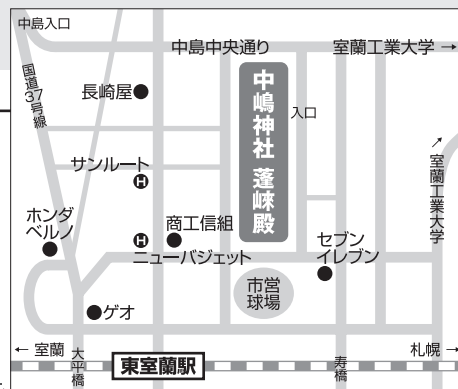 中島入口
中島中央通り
室蘭工業大学 →
国道37号線
長崎屋
中嶋神社 蓬崍殿
入口
サンルート
H
↑ 室蘭工業大学
ホンダ
ベルノ
H
商工信組
ニューバジェット
セブン
イレブン
市営
球場
ゲオ
← 室蘭
大平橋
東室蘭駅
寿橋
札幌 →